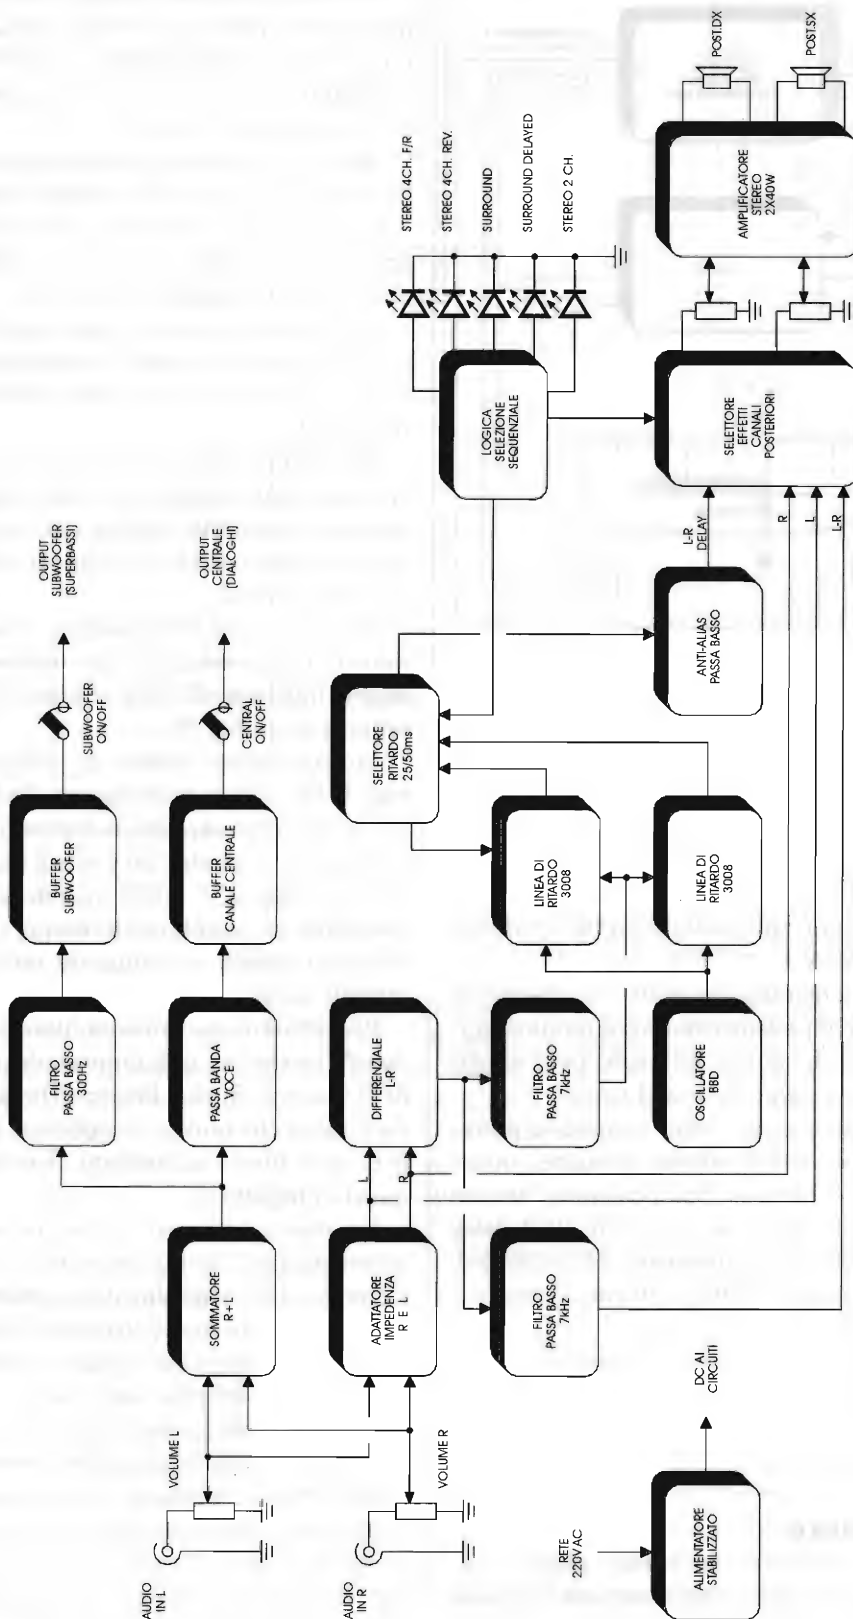 AUDIO
IN L
VOLUME L
AUDIO
IN R
VOLUME R
SOMMATORE
R+L
ADATTATORE
IMPEDENZA
R E L
FILTRO
PASSA BASSO
300Hz
PASSA BANDA
VOCE
BUFFER
SUBWOOFER
BUFFER
CANALE CENTRALE
SUBWOOFER
ON/OFF
CENTRAL
ON/OFF
OUTPUT
SUBWOOFER
(SUPERBASSI)
OUTPUT
CENTRALE
(DIALOGHI)
L
R
DIFFERENZIALE
L-R
FILTRO
PASSA BASSO
7kHz
FILTRO
PASSA BASSO
7kHz
OSCILLATORE
BBD
LINEA DI
RITARDO
3008
LINEA DI
RITARDO
3008
SELETTORE
RITARDO
25/50ms
ANTI-ALIAS
PASSA BASSO
L-R
DELAY
R
L
L-R
LOGICA
SELEZIONE
SEQUENZIALE
STEREO 4CH. F/R
STEREO 4CH. REV.
SURROUND
SURROUND DELAYED
STEREO 2 CH.
SELETTORE
EFFETTI
CANALI
POSTERIORI
AMPLIFICATORE
STEREO
2X40W
POST.DX
POST.SX
RETE
220V AC
ALIMENTATORE
STABILIZZATO
DC AI
CIRCUITI